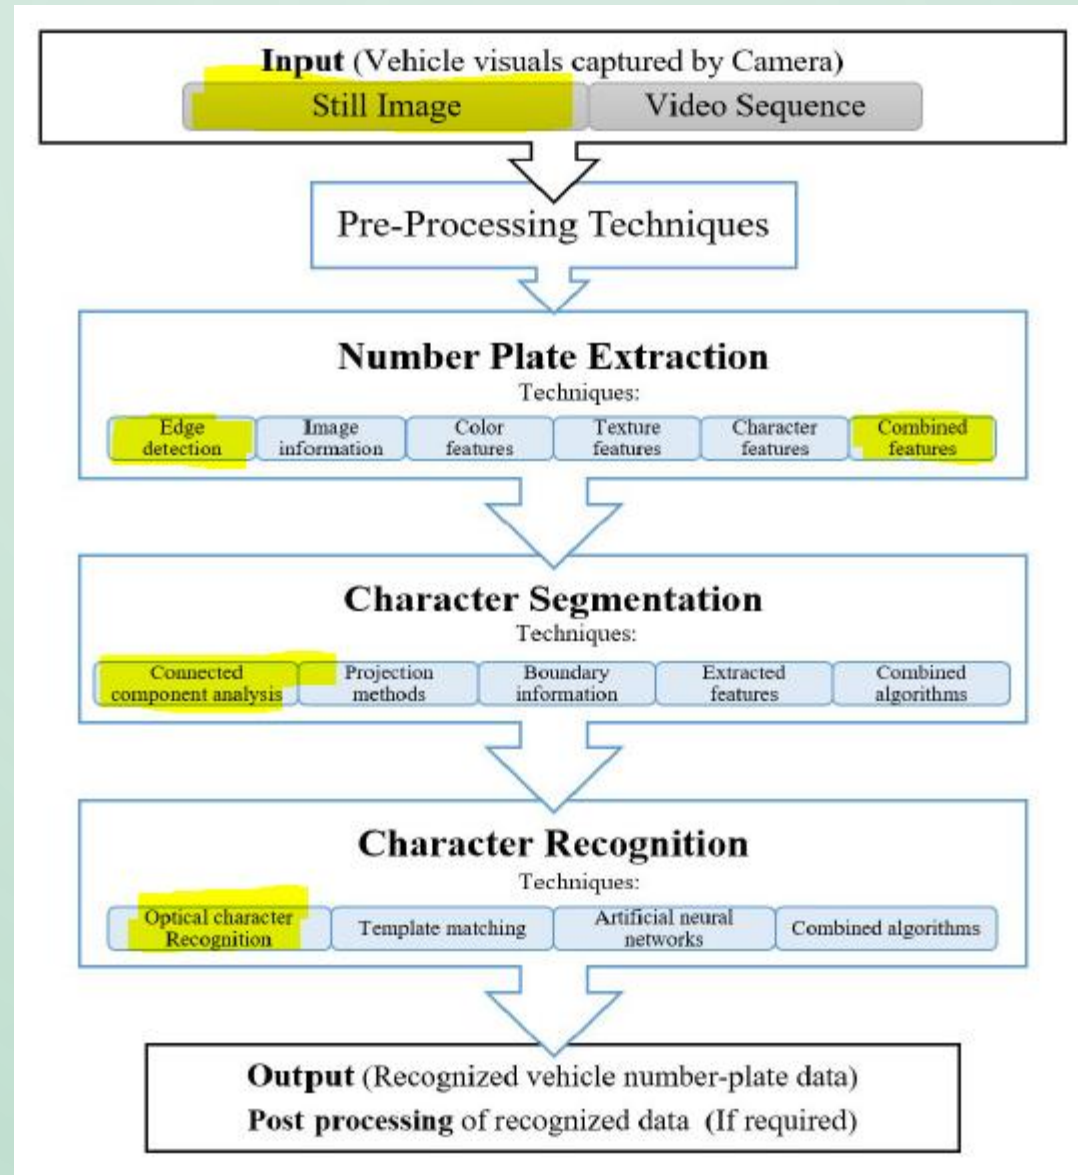 Input (Vehicle visuals captured by Camera)
Still Image
Video Sequence
Pre-Processing Techniques
Number Plate Extraction
Techniques:
Edge
detection
Image
information
Color
features
Texture
features
Character
features
Combined
features
Character Segmentation
Techniques:
Connected
component analysis
Projection
methods
Boundary
information
Extracted
features
Combined
algorithms
Character Recognition
Techniques:
Optical character
Recognition
Template matching
Artificial neural
networks
Combined algorithms
Output (Recognized vehicle number-plate data)
Post processing of recognized data (If required)